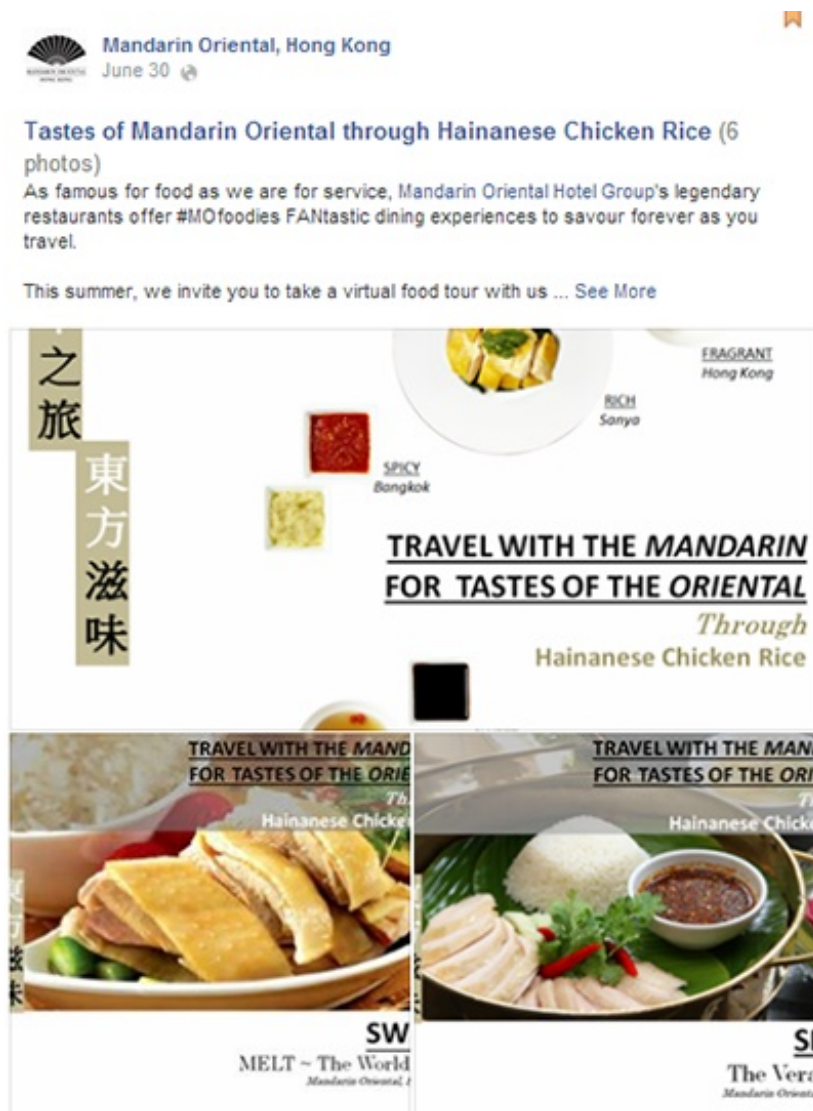 Mandarin Oriental, Hong Kong
June 30
Tastes of Mandarin Oriental through Hainanese Chicken Rice (6
photos)
As famous for food as we are for service, Mandarin Oriental Hotel Group's legendary
restaurants offer #MOfoodies FANtastic dining experiences to savour forever as you
travel.
This summer, we invite you to take a virtual food tour with us ... See More
之旅
東方滋味
FRAGRANT
Hong Kong
RICH
Sanya
SPICY
Bangkok
TRAVEL WITH THE MANDARIN
FOR TASTES OF THE ORIENTAL
Through
Hainanese Chicken Rice
TRAVEL WITH THE MAND
FOR TASTES OF THE ORIE
Th
Hainanese Chicke
SW
MELT ~ The World
Mandarin Oriental,
TRAVEL WITH THE MAN
FOR TASTES OF THE ORI
T
Hainanese Chick
The Vera
Mandarin Orient